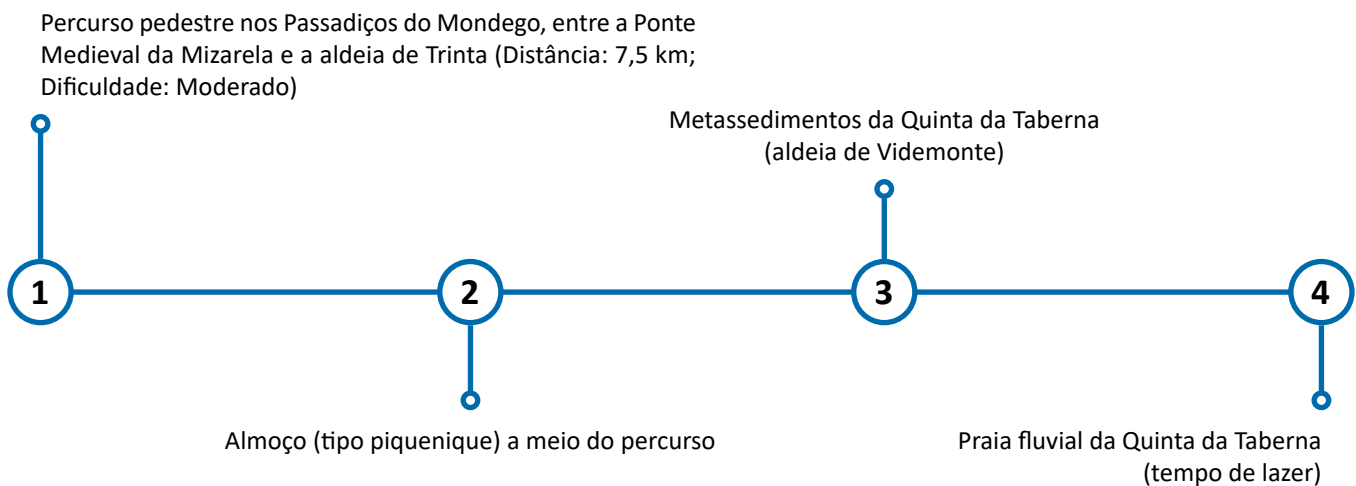 Percurso pedestre nos Passadiços do Mondego, entre a Ponte
Medieval da Mizarela e a aldeia de Trinta (Distância: 7,5 km;
Dificuldade: Moderado)
Metassedimentos da Quinta da Taberna
(aldeia de Videmonte)
1
2
3
4
Almoço (tipo piquenique) a meio do percurso
Praia fluvial da Quinta da Taberna
(tempo de lazer)